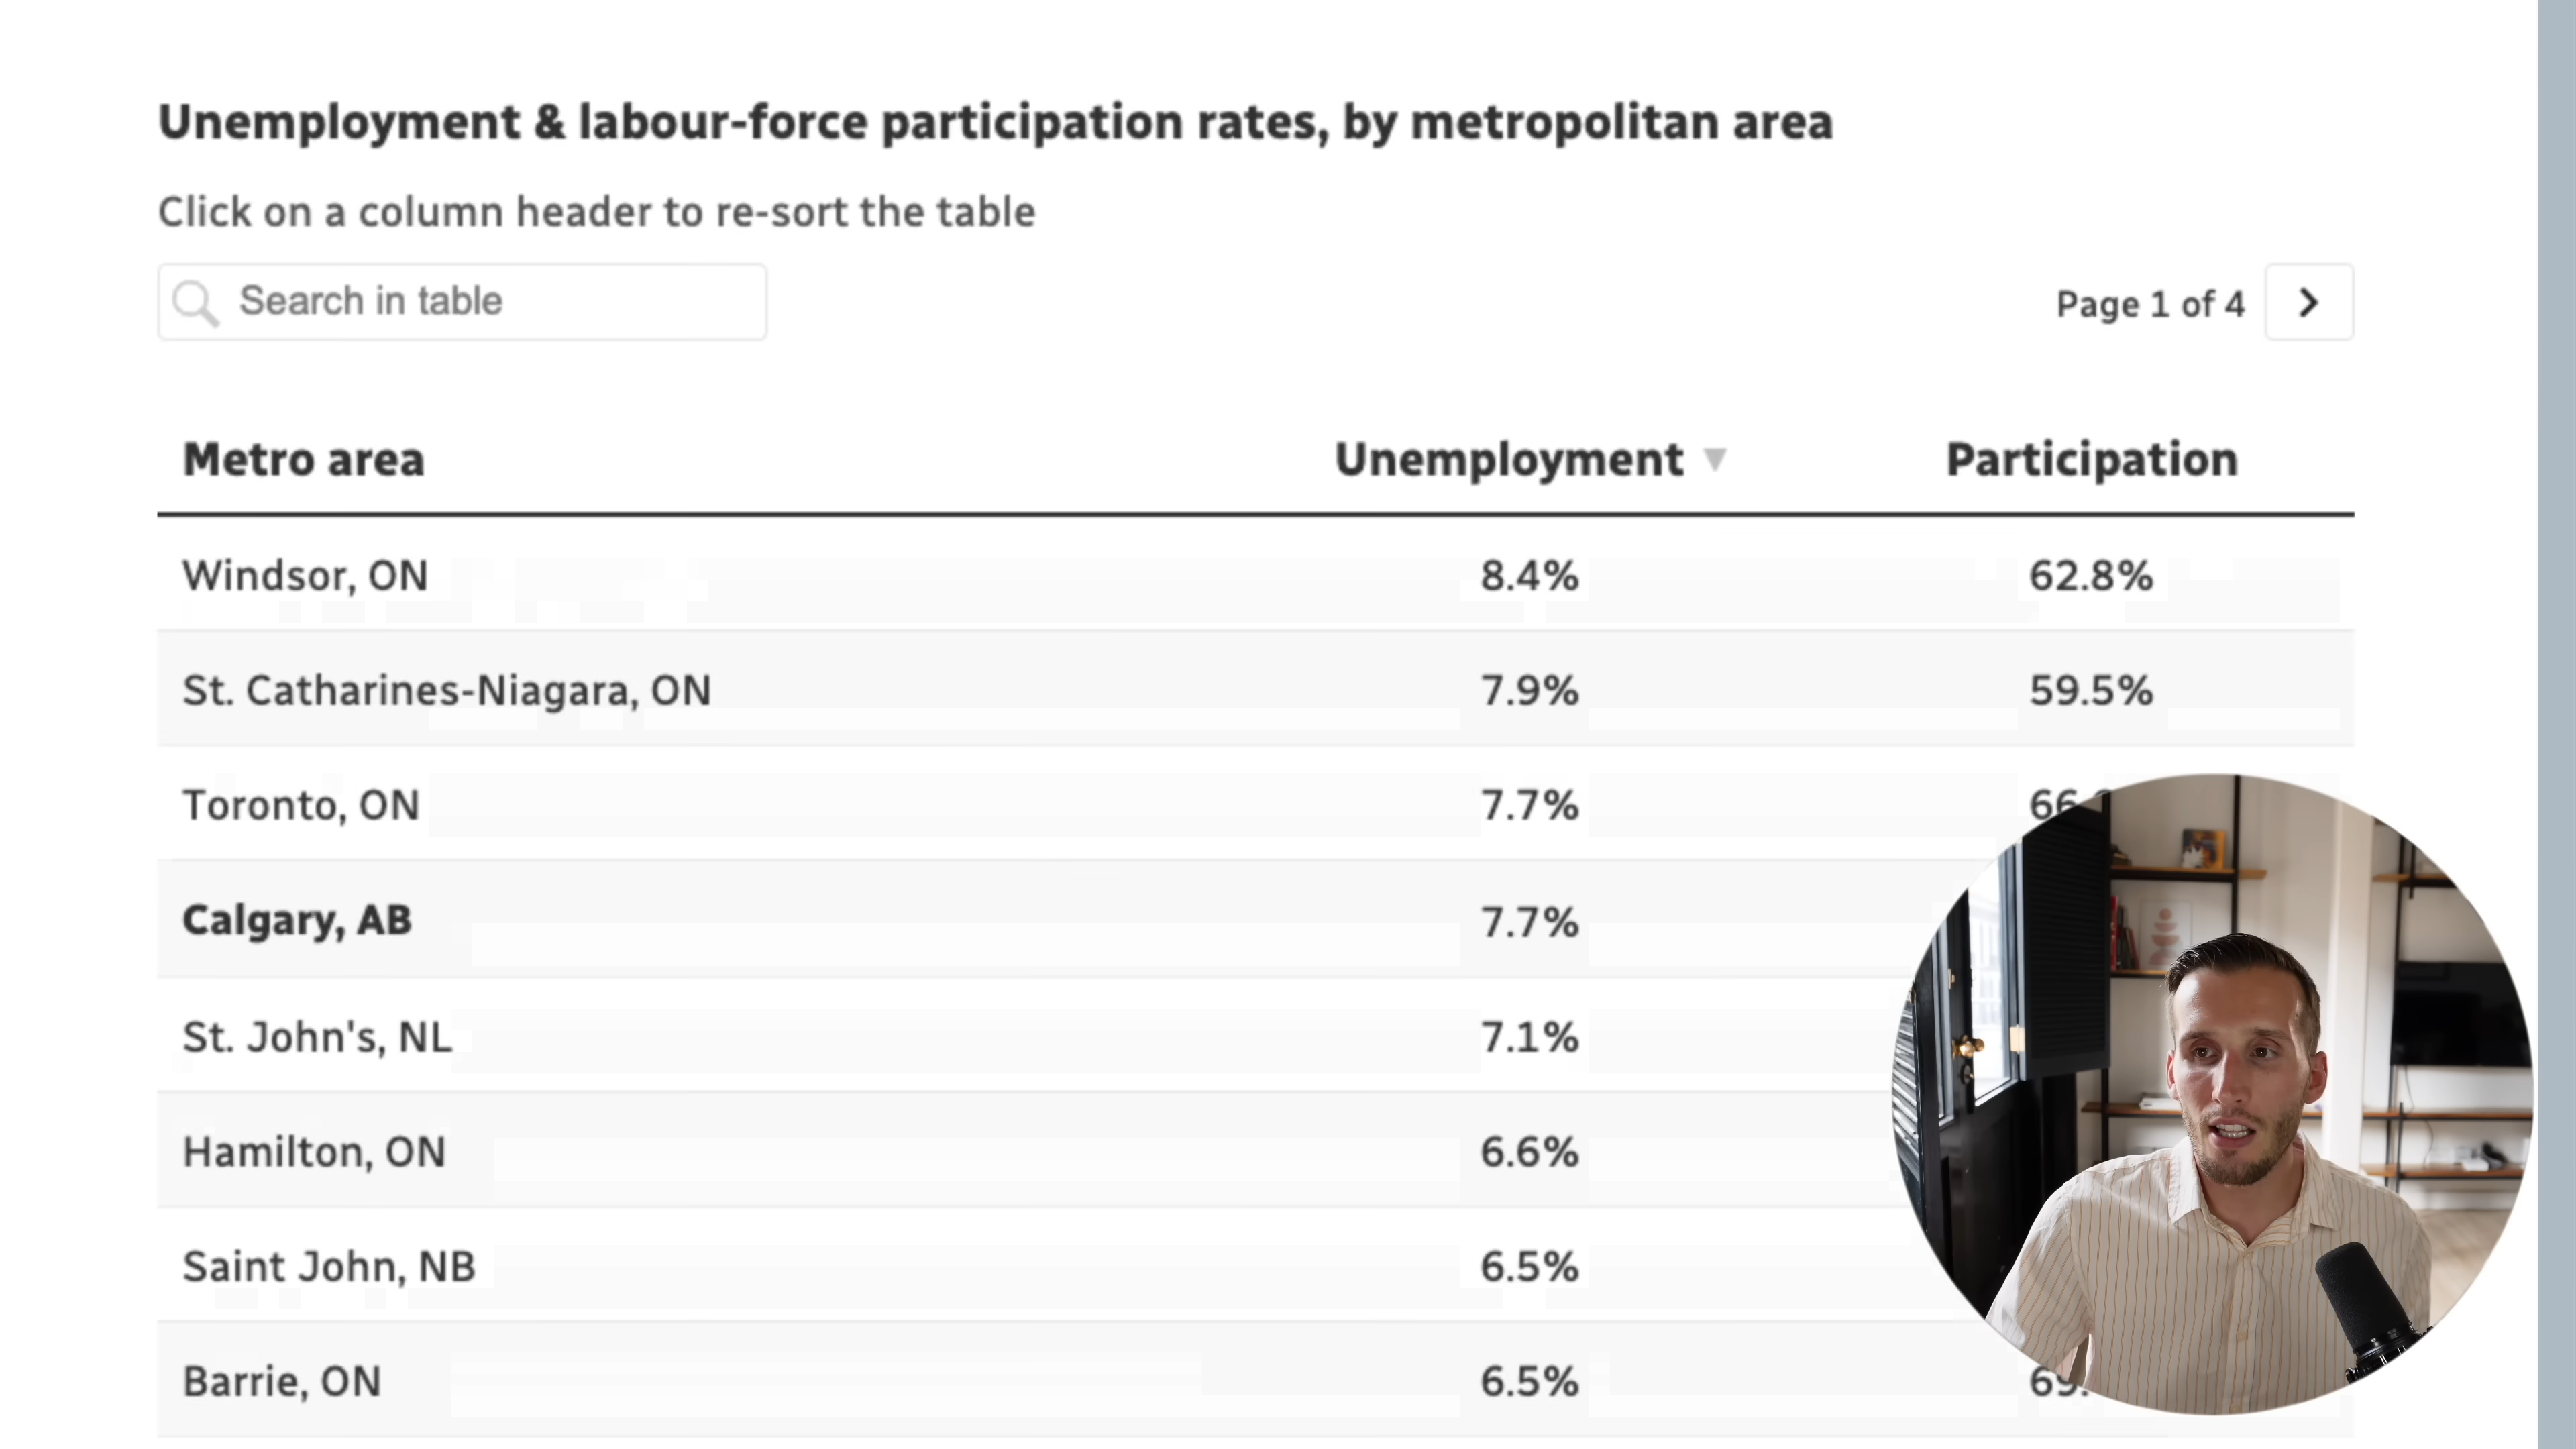 Unemployment & labour-force participation rates, by metropolitan area
Click on a column header to re-sort the table
Search in table
Page 1 of 4
Metro area Unemployment Participation
Windsor, ON 8.4% 62.8%
St. Catharines-Niagara, ON 7.9% 59.5%
Toronto, ON 7.7%
Calgary, AB 7.7%
St. John's, NL 7.1%
Hamilton, ON 6.6%
Saint John, NB 6.5%
Barrie, ON 6.5%